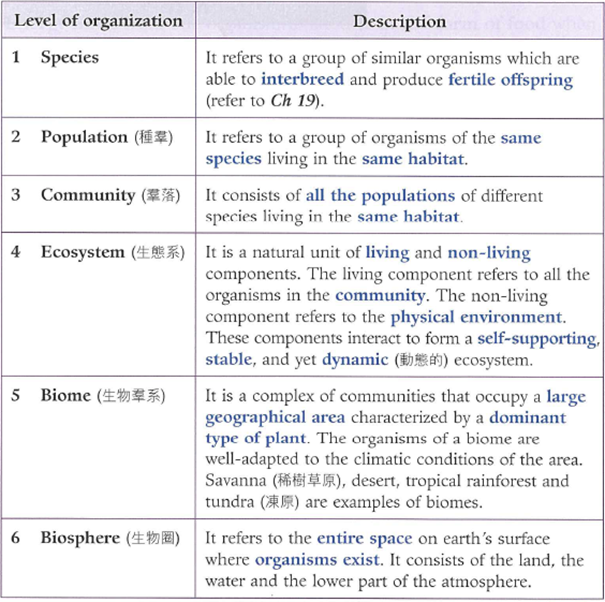 Level of organization Description
1 Species It refers to a group of similar organisms which are
able to interbreed and produce fertile offspring
(refer to Ch 19).
2 Population (種羣) It refers to a group of organisms of the same
species living in the same habitat.
3 Community (羣落) It consists of all the populations of different
species living in the same habitat.
4 Ecosystem (生態系) It is a natural unit of living and non-living
components. The living component refers to all the
organisms in the community. The non-living
component refers to the physical environment.
These components interact to form a self-supporting,
stable, and yet dynamic (動態的) ecosystem.
5 Biome (生物羣系) It is a complex of communities that occupy a large
geographical area characterized by a dominant
type of plant. The organisms of a biome are
well-adapted to the climatic conditions of the area.
Savanna (稀樹草原), desert, tropical rainforest and
tundra (凍原) are examples of biomes.
6 Biosphere (生物圈) It refers to the entire space on earth's surface
where organisms exist. It consists of the land, the
water and the lower part of the atmosphere.